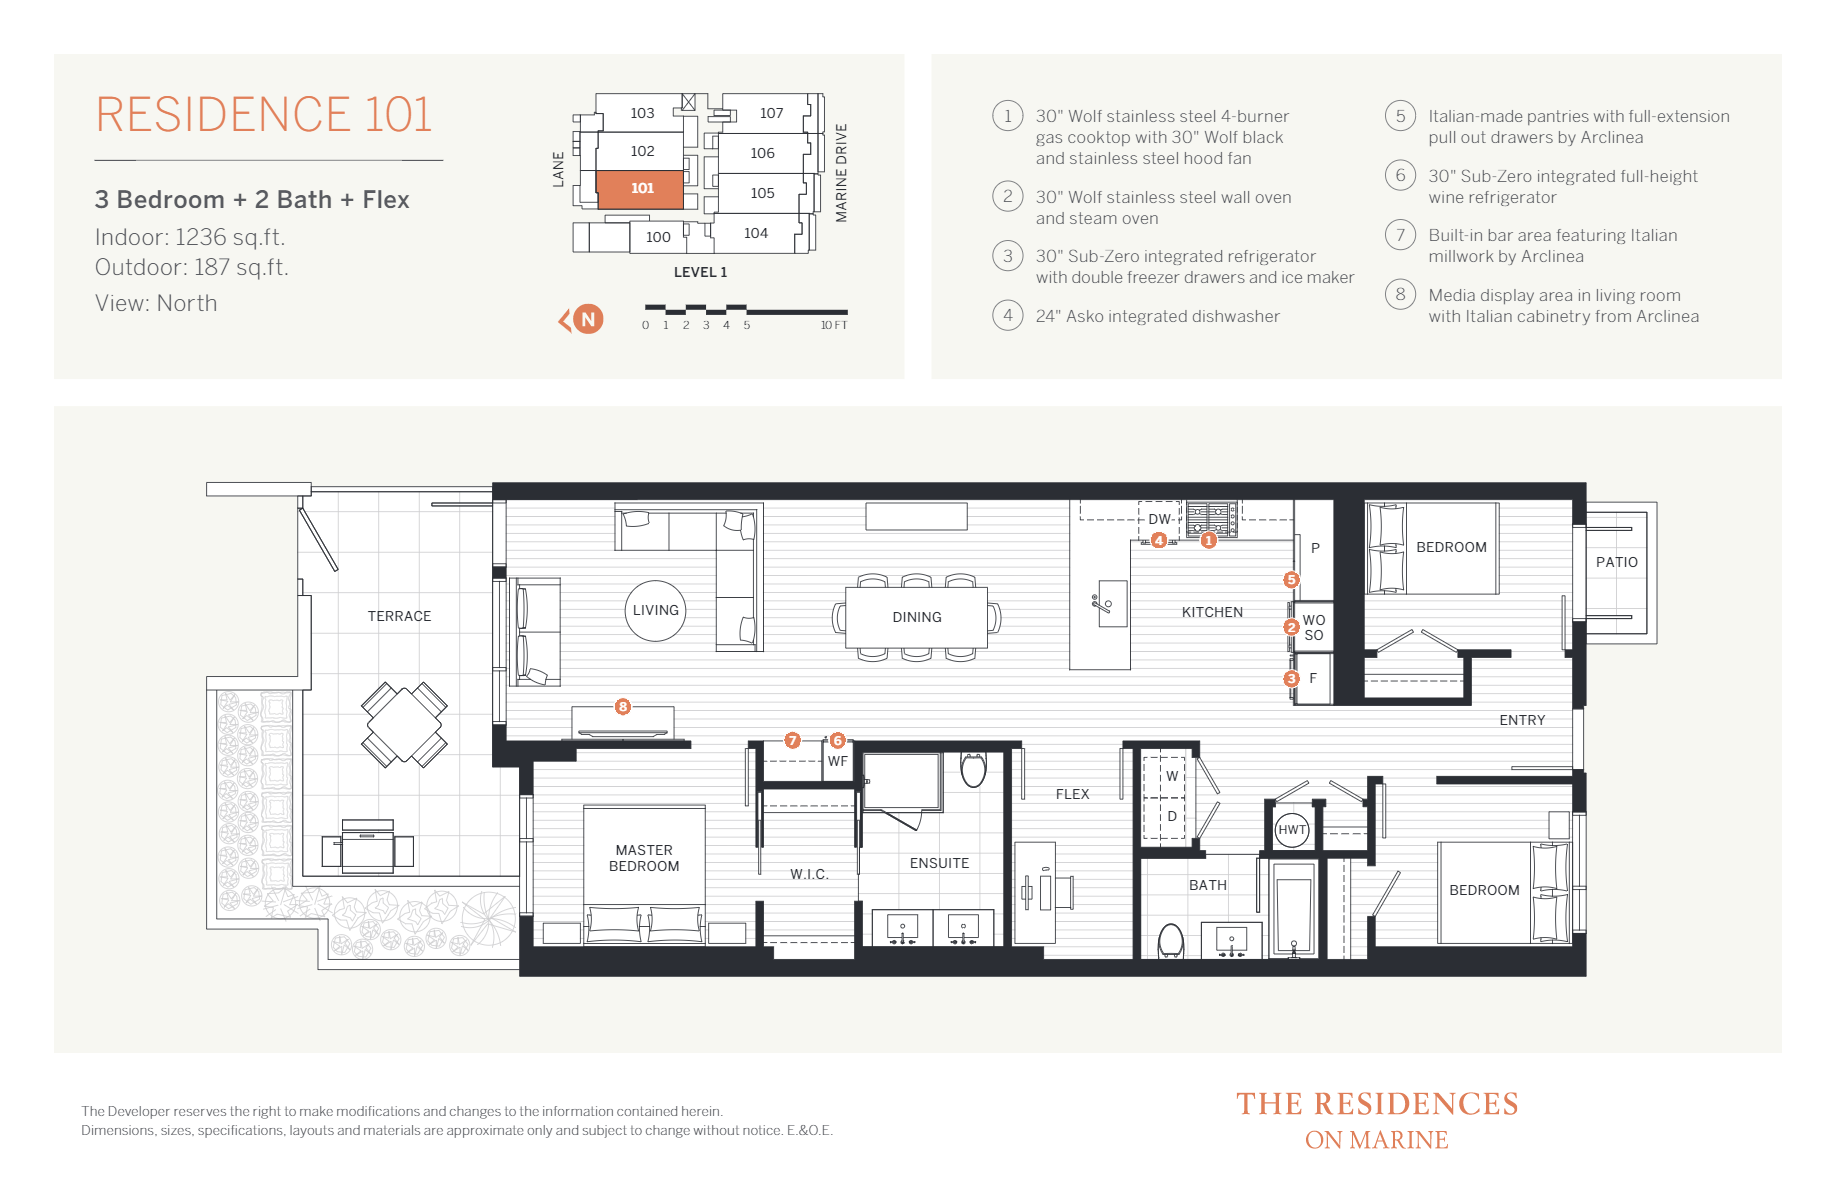 RESIDENCE 101
3 Bedroom + 2 Bath + Flex
Indoor: 1236 sq.ft.
Outdoor: 187 sq.ft.
View: North
LANE
103
102
101
100
107
106
105
104
MARINE DRIVE
LEVEL 1
N
0 1 2 3 4 5 10 FT
1 30" Wolf stainless steel 4-burner
gas cooktop with 30" Wolf black
and stainless steel hood fan
2 30" Wolf stainless steel wall oven
and steam oven
3 30" Sub-Zero integrated refrigerator
with double freezer drawers and ice maker
4 24" Asko integrated dishwasher
5 Italian-made pantries with full-extension
pull out drawers by Arclinea
6 30" Sub-Zero integrated full-height
wine refrigerator
7 Built-in bar area featuring Italian
millwork by Arclinea
8 Media display area in living room
with Italian cabinetry from Arclinea
TERRACE
LIVING
DINING
DW
4
1
KITCHEN
P
5
2
WO
SO
3
F
BEDROOM
PATIO
ENTRY
8
7
6
WF
MASTER
BEDROOM
W.I.C.
ENSUITE
FLEX
W
D
HWT
BATH
BEDROOM
The Developer reserves the right to make modifications and changes to the information contained herein.
Dimensions, sizes, specifications, layouts and materials are approximate only and subject to change without notice. E.&O.E.
THE RESIDENCES
ON MARINE